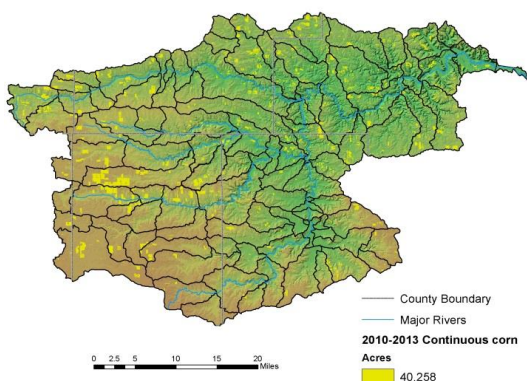 County Boundary
Major Rivers
2010-2013 Continuous corn
Acres
40,258
0 2.5 5 10 15 20
Miles